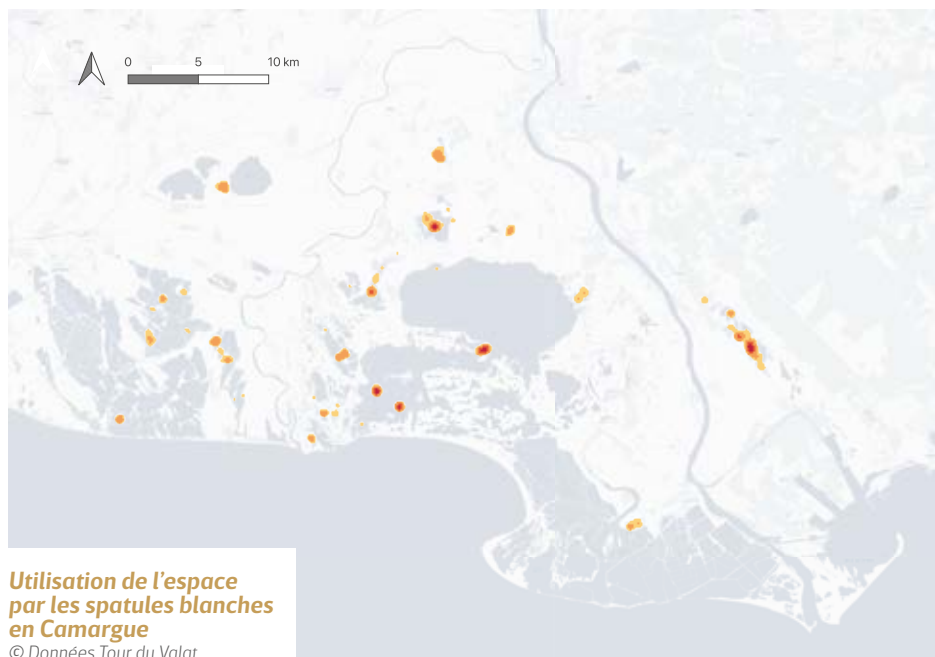 0 5 10 km
Utilisation de l'espace
par les spatules blanches
en Camargue
© Données Tour du Valat